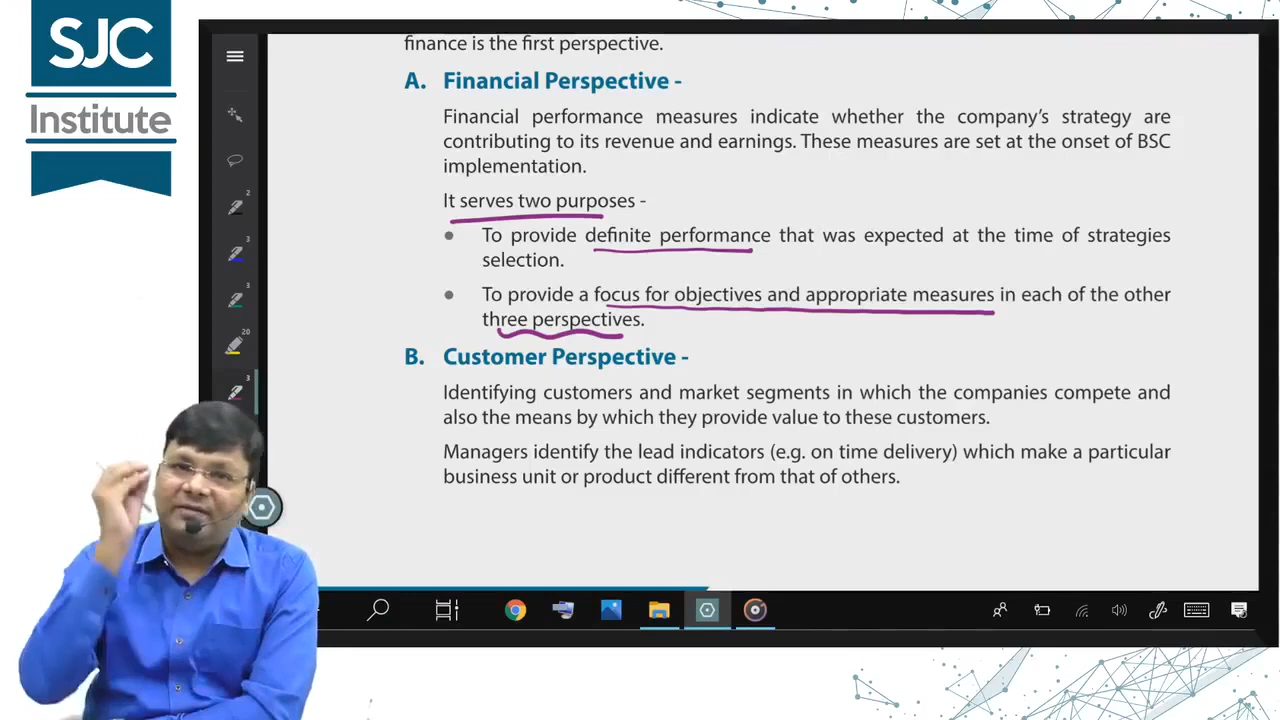 SJC
Institute
finance is the first perspective.
A. Financial Perspective -
Financial performance measures indicate whether the company's strategy are
contributing to its revenue and earnings. These measures are set at the onset of BSC
implementation.
It serves two purposes -
● To provide definite performance that was expected at the time of strategies
selection.
● To provide a focus for objectives and appropriate measures in each of the other
three perspectives.
B. Customer Perspective -
Identifying customers and market segments in which the companies compete and
also the means by which they provide value to these customers.
Managers identify the lead indicators (e.g. on time delivery) which make a particular
business unit or product different from that of others.
2
3
3
20
3